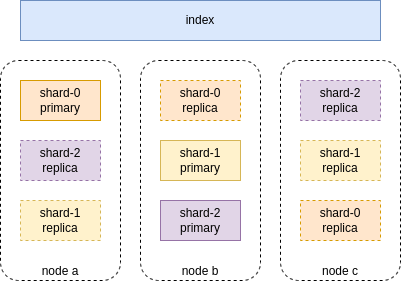 index
shard-0
primary
shard-2
replica
shard-1
replica
node a
shard-0
replica
shard-1
primary
shard-2
primary
node b
shard-2
replica
shard-1
replica
shard-0
replica
node c